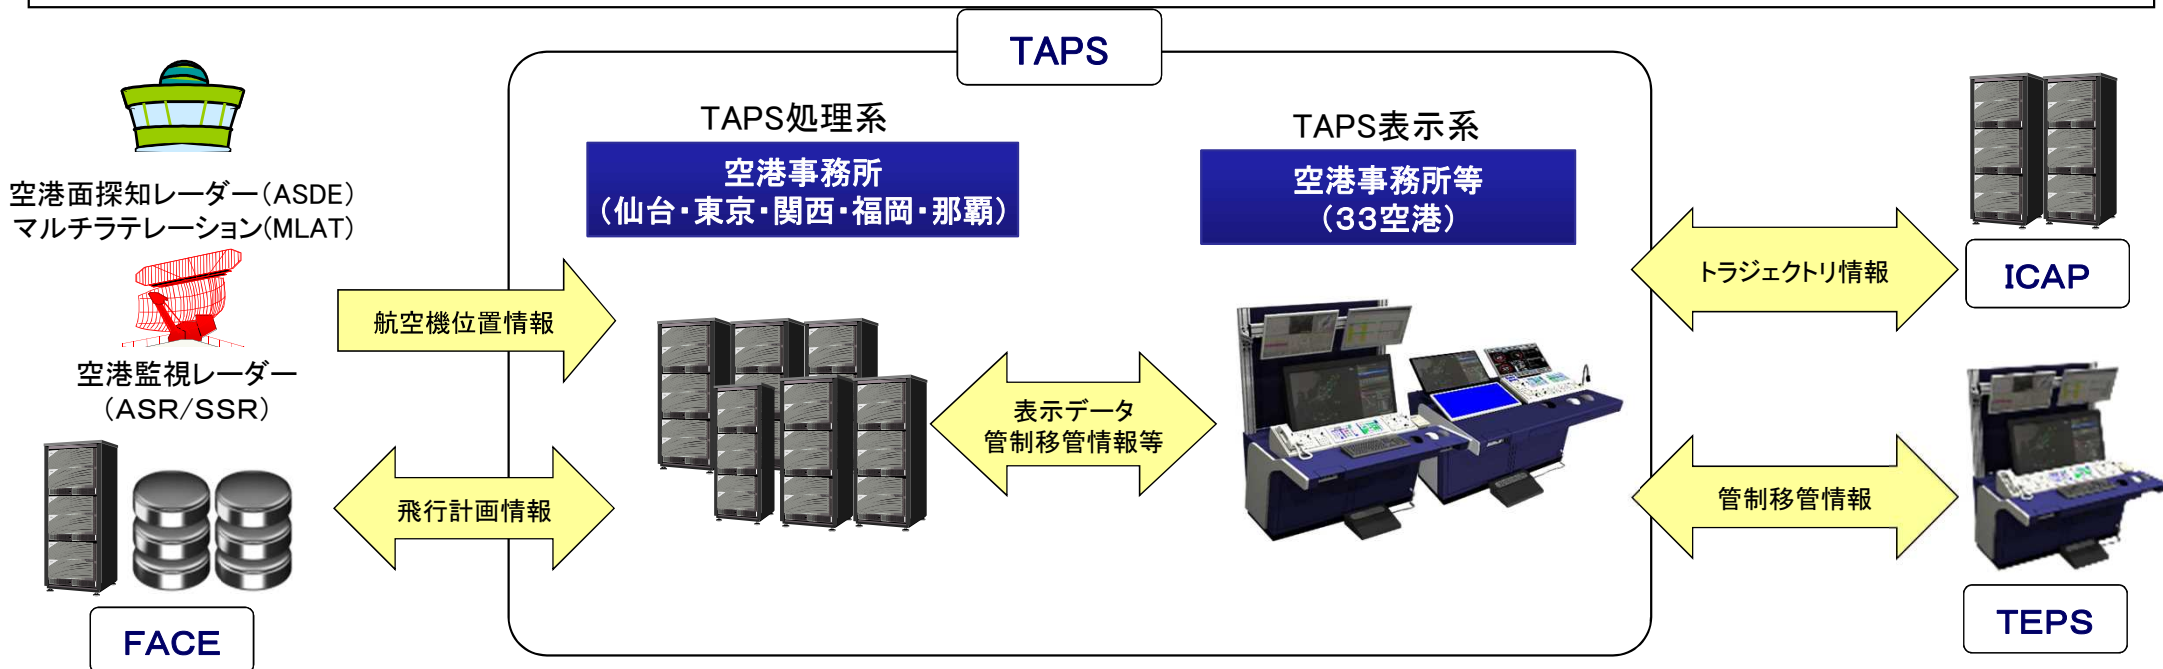 TAPS
空港面探知レーダー(ASDE)
マルチラテレーション(MLAT)
空港監視レーダー
(ASR/SSR)
FACE
航空機位置情報
飛行計画情報
TAPS処理系
空港事務所
(仙台・東京・関西・福岡・那覇)
表示データ
管制移管情報等
TAPS表示系
空港事務所等
(33空港)
トラジェクトリ情報
管制移管情報
ICAP
TEPS